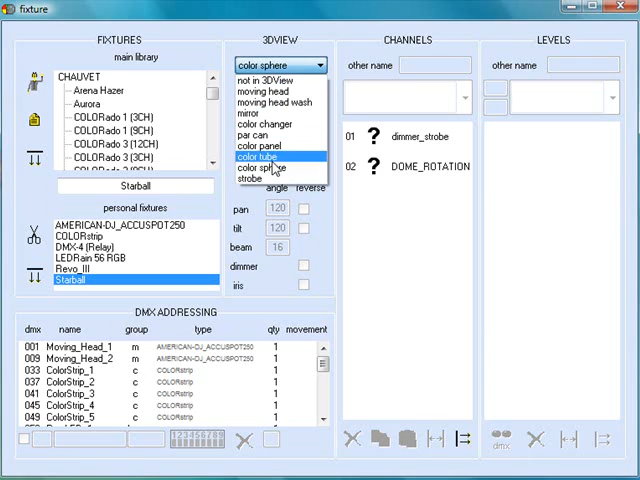 fixture
FIXTURES
main library
CHAUVET
Arena Hazer
Aurora
COLORado 1 (3CH)
COLORado 1 (9CH)
COLORado 3 (12CH)
COLORado 3 (3CH)
Starball
personal fixtures
AMERICAN-DJ_ACCUSPOT250
COLORstrip
DMX-4 (Relay)
LEDRain 56 RGB
Revo_III
Starball
3DVIEW
color sphere
not in 3DView
moving head
moving head wash
mirror
color changer
par can
color panel
color tube
color sphere
strobe
angle reverse
pan 120
tilt 120
beam 16
dimmer
iris
CHANNELS
other name
01 ? dimmer_strobe
02 ? DOME_ROTATION
LEVELS
other name
DMX ADDRESSING
dmx name group type qty movement
001 Moving_Head_1 m AMERICAN-DJ_ACCUSPOT250 1
009 Moving_Head_2 m AMERICAN-DJ_ACCUSPOT250 1
033 ColorStrip_1 c COLORstrip 1
037 ColorStrip_2 c COLORstrip 1
041 ColorStrip_3 c COLORstrip 1
045 ColorStrip_4 c COLORstrip 1
049 ColorStrip_5 c COLORstrip 1
123456789
dmx